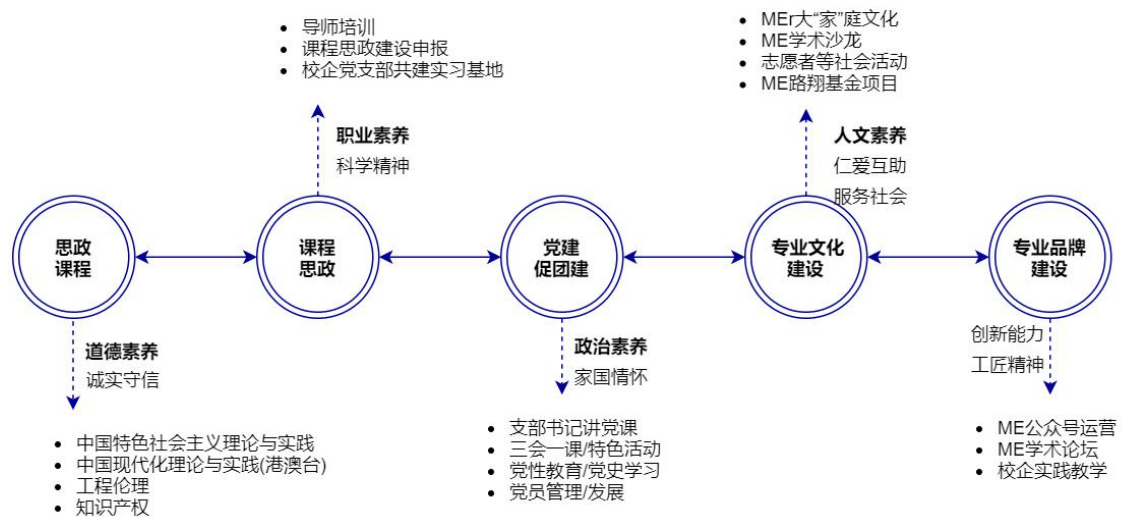 • 导师培训
• 课程思政建设申报
• 校企党支部共建实习基地
职业素养
科学精神
• MEr大“家”庭文化
• ME学术沙龙
• 志愿者等社会活动
• ME路翔基金项目
人文素养
仁爱互助
服务社会
思政
课程
课程
思政
党建
促团建
专业文化
建设
专业品牌
建设
道德素养
诚实守信
• 中国特色社会主义理论与实践
• 中国现代化理论与实践(港澳台)
• 工程伦理
• 知识产权
政治素养
家国情怀
• 支部书记讲党课
• 三会一课/特色活动
• 党性教育/党史学习
• 党员管理/发展
创新能力
工匠精神
• ME公众号运营
• ME学术论坛
• 校企实践教学